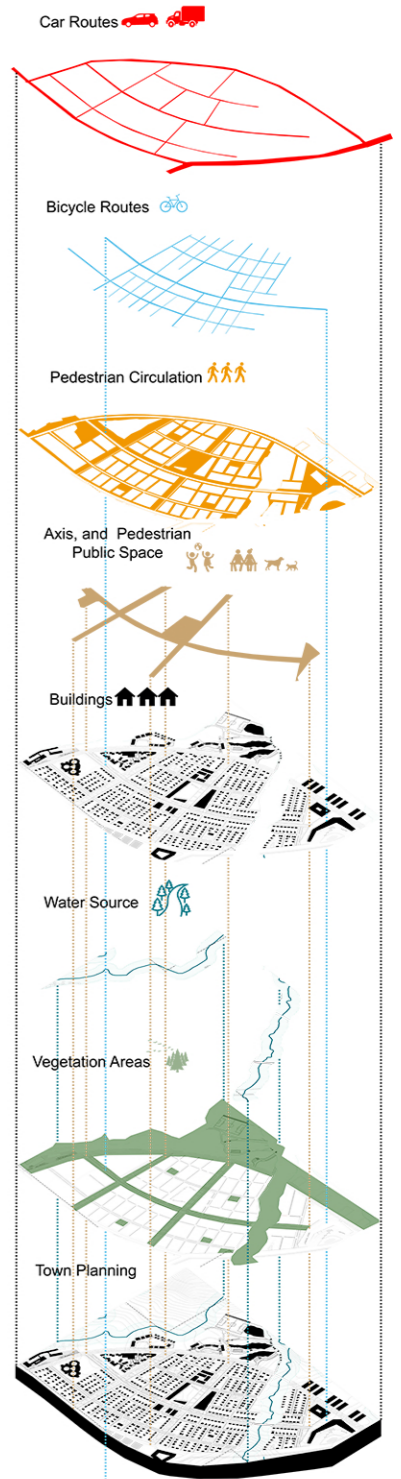 Car Routes
Bicycle Routes
Pedestrian Circulation
Axis, and Pedestrian
Public Space
Buildings
Water Source
Vegetation Areas
Town Planning